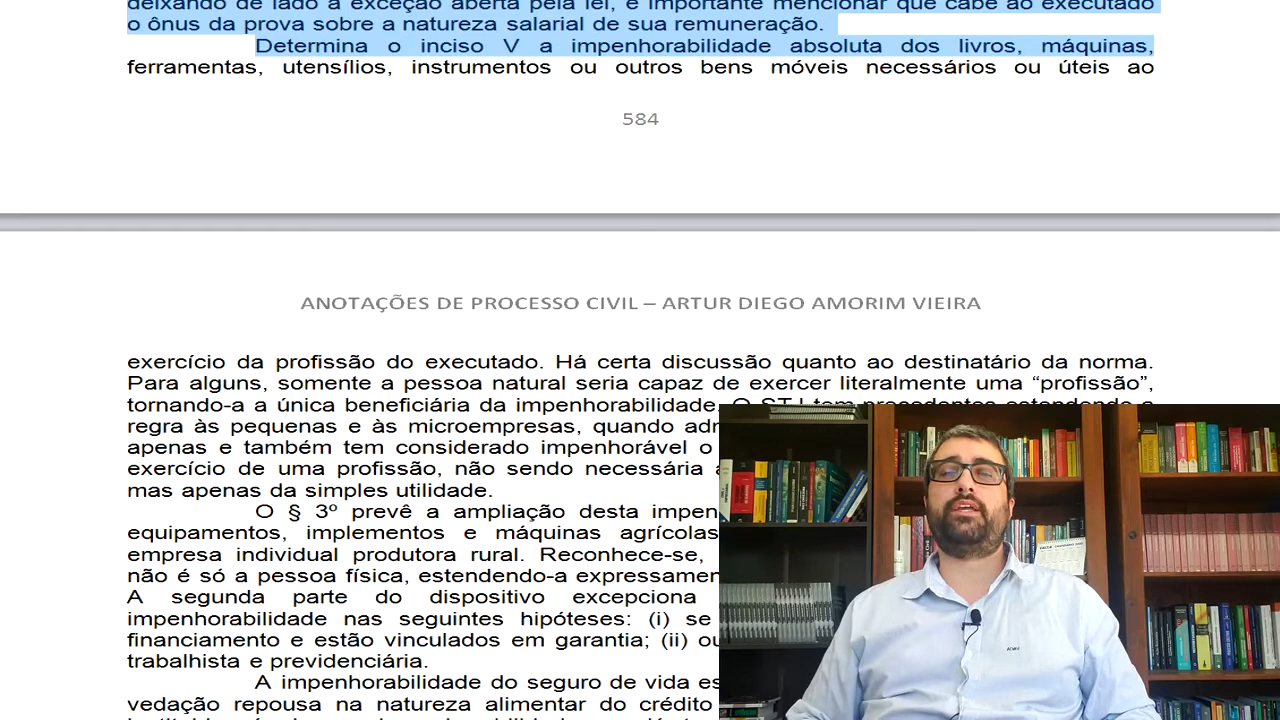 deixando de lado a exceção aberta pela lei, é importante mencionar que cabe ao executado
o ônus da prova sobre a natureza salarial de sua remuneração.
Determina o inciso V a impenhorabilidade absoluta dos livros, máquinas,
ferramentas, utensílios, instrumentos ou outros bens móveis necessários ou úteis ao
584
ANOTAÇÕES DE PROCESSO CIVIL – ARTUR DIEGO AMORIM VIEIRA
exercício da profissão do executado. Há certa discussão quanto ao destinatário da norma.
Para alguns, somente a pessoa natural seria capaz de exercer literalmente uma “profissão”,
tornando-a a única beneficiária da impenhorabilidade. O STJ tem precedentes estendendo a
regra às pequenas e às microempresas, quando
apenas e também tem considerado impenhorável o
exercício de uma profissão, não sendo necessária
mas apenas da simples utilidade.
O § 3º prevê a ampliação desta
equipamentos, implementos e máquinas agrícolas
empresa individual produtora rural. Reconhece-se,
não é só a pessoa física, estendendo-a
A segunda parte do dispositivo excepciona
impenhorabilidade nas seguintes hipóteses: (i) se
financiamento e estão vinculados em garantia; (ii)
trabalhista e previdenciária.
A impenhorabilidade do seguro de vida
vedação repousa na natureza alimentar do crédito